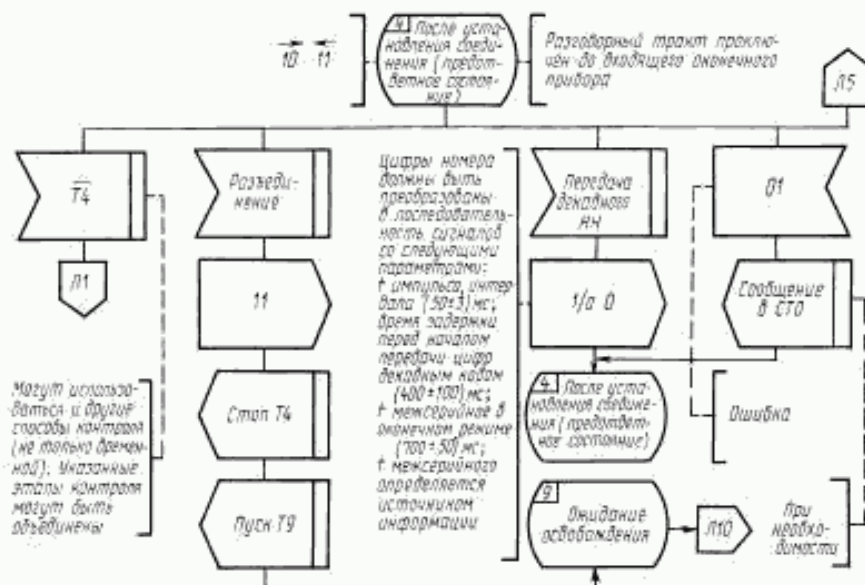 4
После уста-
новления соеди-
нения (предот-
ветное состоя-
ние)
10 11
Разговорный тракт проклю-
чен до входящего оконечного
прибора
Л5
T4
Л1
Могут использо-
ваться и другие
способы контроля
(не только времен-
ной); Указанные
этапы контроля
могут быть
объединены
Разъеди-
нение
11
Стоп T4
Пуск T9
Цифры номера
должны быть
преобразованы
в последователь-
ность сигналов
со следующими
параметрами:
t импульса, интер-
вала (50±3) мс;
время задержки
перед началом
передачи цифр
декадным кодом
(400±100) мс;
t межсерийное в
оконечном режиме
(700±50) мс;
t межсерийного
определяется
источником
информации
Передача
декадного
НН
1/a 0
4
После уста-
новления соедине-
ния (предответ-
ное состояние)
9
Ожидание
освобождения
Л10
01
Сообщение
в СТО
Ошибка
При
необхо-
димости